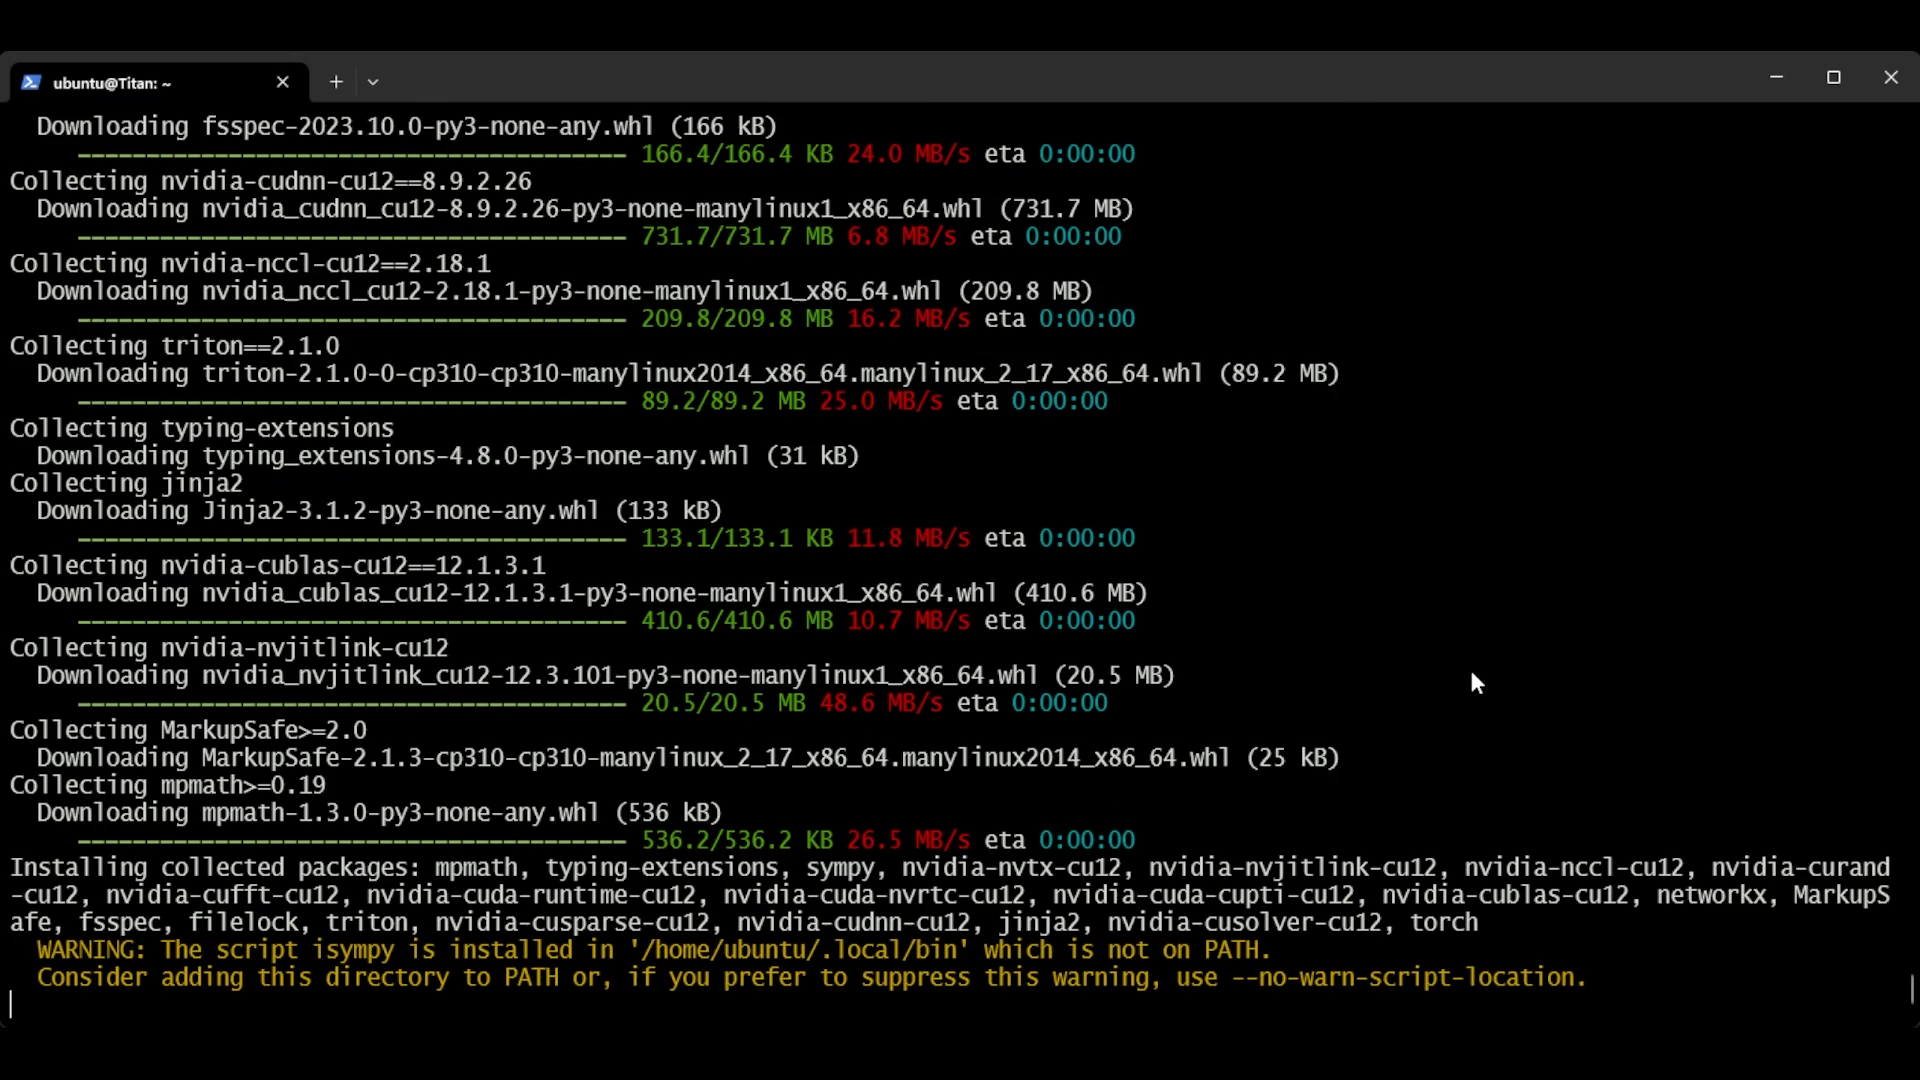 ubuntu@Titan: ~
Downloading fsspec-2023.10.0-py3-none-any.whl (166 kB)
166.4/166.4 KB 24.0 MB/s eta 0:00:00
Collecting nvidia-cudnn-cu12==8.9.2.26
Downloading nvidia_cudnn_cu12-8.9.2.26-py3-none-manylinux1_x86_64.whl (731.7 MB)
731.7/731.7 MB 6.8 MB/s eta 0:00:00
Collecting nvidia-nccl-cu12==2.18.1
Downloading nvidia_nccl_cu12-2.18.1-py3-none-manylinux1_x86_64.whl (209.8 MB)
209.8/209.8 MB 16.2 MB/s eta 0:00:00
Collecting triton==2.1.0
Downloading triton-2.1.0-0-cp310-cp310-manylinux2014_x86_64.manylinux_2_17_x86_64.whl (89.2 MB)
89.2/89.2 MB 25.0 MB/s eta 0:00:00
Collecting typing-extensions
Downloading typing_extensions-4.8.0-py3-none-any.whl (31 kB)
Collecting jinja2
Downloading Jinja2-3.1.2-py3-none-any.whl (133 kB)
133.1/133.1 KB 11.8 MB/s eta 0:00:00
Collecting nvidia-cublas-cu12==12.1.3.1
Downloading nvidia_cublas_cu12-12.1.3.1-py3-none-manylinux1_x86_64.whl (410.6 MB)
410.6/410.6 MB 10.7 MB/s eta 0:00:00
Collecting nvidia-nvjitlink-cu12
Downloading nvidia_nvjitlink_cu12-12.3.101-py3-none-manylinux1_x86_64.whl (20.5 MB)
20.5/20.5 MB 48.6 MB/s eta 0:00:00
Collecting MarkupSafe>=2.0
Downloading MarkupSafe-2.1.3-cp310-cp310-manylinux_2_17_x86_64.manylinux2014_x86_64.whl (25 kB)
Collecting mpmath>=0.19
Downloading mpmath-1.3.0-py3-none-any.whl (536 kB)
536.2/536.2 KB 26.5 MB/s eta 0:00:00
Installing collected packages: mpmath, typing-extensions, sympy, nvidia-nvtx-cu12, nvidia-nvjitlink-cu12, nvidia-nccl-cu12, nvidia-curand
-cu12, nvidia-cufft-cu12, nvidia-cuda-runtime-cu12, nvidia-cuda-nvrtc-cu12, nvidia-cuda-cupti-cu12, nvidia-cublas-cu12, networkx, MarkupS
afe, fsspec, filelock, triton, nvidia-cusparse-cu12, nvidia-cudnn-cu12, jinja2, nvidia-cusolver-cu12, torch
WARNING: The script isympy is installed in '/home/ubuntu/.local/bin' which is not on PATH.
Consider adding this directory to PATH or, if you prefer to suppress this warning, use --no-warn-script-location.